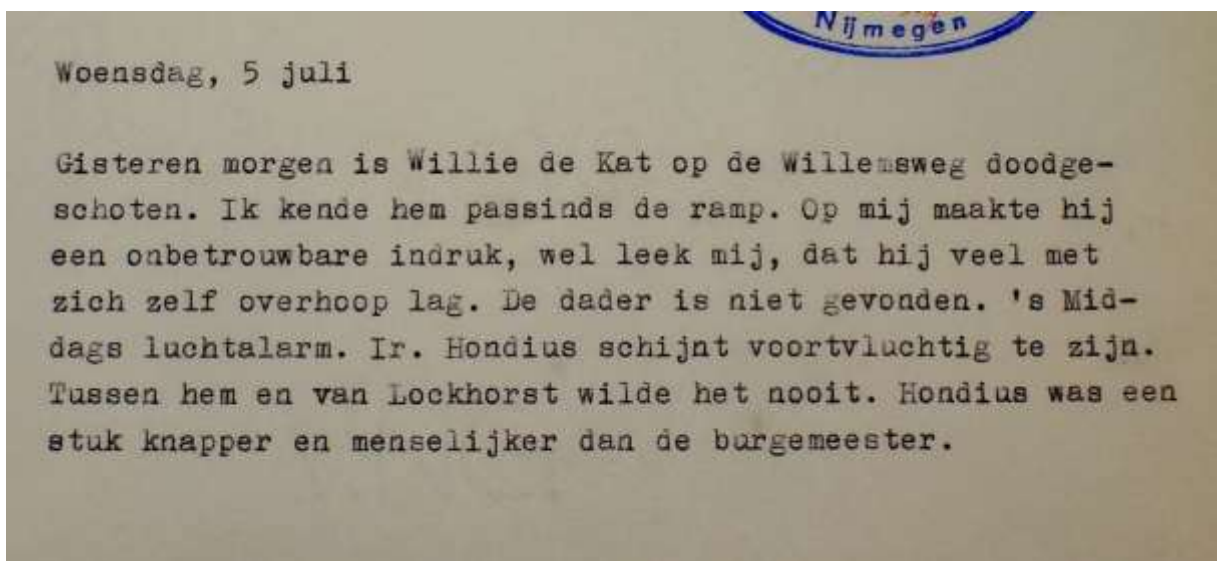 Nijmegen
Woensdag, 5 juli
Gisteren morgen is Willie de Kat op de Willemsweg doodge-
schoten. Ik kende hem passinds de ramp. Op mij maakte hij
een onbetrouwbare indruk, wel leek mij, dat hij veel met
zich zelf overhoop lag. De dader is niet gevonden. 's Mid-
dags luchtalarm. Ir. Hondius schijnt voortvluchtig te zijn.
Tussen hem en van Lockhorst wilde het nooit. Hondius was een
stuk knapper en menselijker dan de burgemeester.